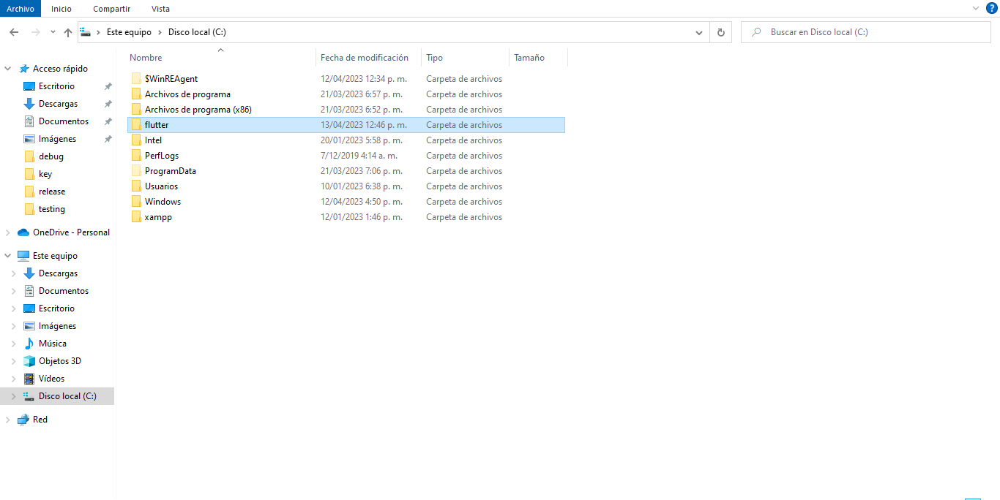 Archivo Inicio Compartir Vista
Este equipo Disco local (C:) Buscar en Disco local (C:)
Acceso rápido
Escritorio
Descargas
Documentos
Imágenes
debug
key
release
testing
OneDrive - Personal
Este equipo
Descargas
Documentos
Escritorio
Imágenes
Música
Objetos 3D
Vídeos
Disco local (C:)
Red
Nombre Fecha de modificación Tipo Tamaño
$WinREAgent 12/04/2023 12:34 p. m. Carpeta de archivos
Archivos de programa 21/03/2023 6:57 p. m. Carpeta de archivos
Archivos de programa (x86) 21/03/2023 6:52 p. m. Carpeta de archivos
flutter 13/04/2023 12:46 p. m. Carpeta de archivos
Intel 20/01/2023 5:58 p. m. Carpeta de archivos
PerfLogs 7/12/2019 4:14 a. m. Carpeta de archivos
ProgramData 21/03/2023 7:06 p. m. Carpeta de archivos
Usuarios 10/01/2023 6:38 p. m. Carpeta de archivos
Windows 12/04/2023 4:50 p. m. Carpeta de archivos
xampp 12/01/2023 1:46 p. m. Carpeta de archivos